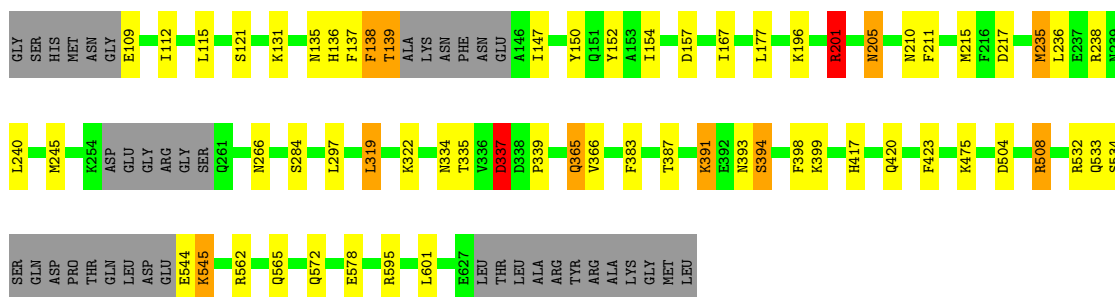 GLY SER HIS MET ASN GLY E109 I112 L115 S121 K131 N135 H136 F137 F138 T139 ALA LYS ASN PHE ASN GLU A146 I147 Y150 Q151 Y152 A153 I154 D157 I167 L177 K196 R201 N205 N210 F211 M215 F216 D217 M235 L236 E237 R238 N239
L240 M245 K254 ASP GLU GLY ARG GLY SER Q261 N266 S284 L297 L319 K322 N334 T335 V336 D337 D338 P339 Q365 V366 F383 T387 K391 E392 N393 S394 F398 K399 H417 Q420 F423 K475 D504 R508 R532 Q533 S534
SER GLN ASP PRO THR GLN LEU ASP GLU E544 K545 R562 Q565 Q572 E578 R595 L601 E627 LEU THR LEU ALA ARG TYR ARG ALA LYS GLY MET LEU